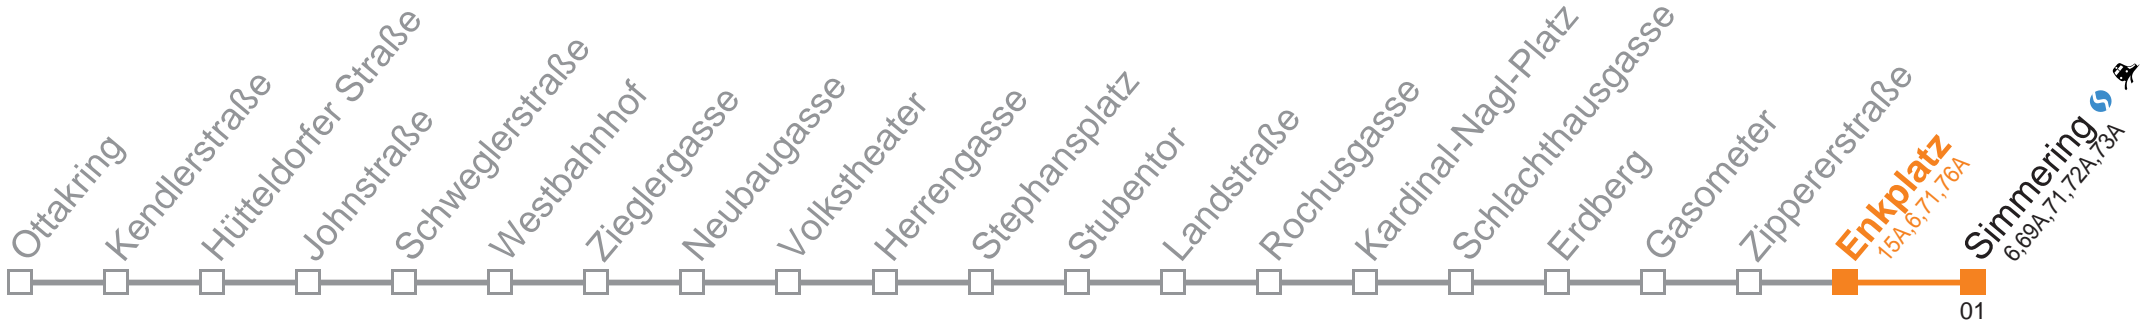 Ottakring
Kendlerstraße
Hütteldorfer Straße
Johnstraße
Schweglerstraße
Westbahnhof
Zieglergasse
Neubaugasse
Volkstheater
Herrengasse
Stephansplatz
Stubentor
Landstraße
Rochusgasse
Kardinal-Nagl-Platz
Schlachthausgasse
Erdberg
Gasometer
Zippererstraße
Enkplatz
15A,6,71,76A
Simmering
6,69A,71,72A,73A
01